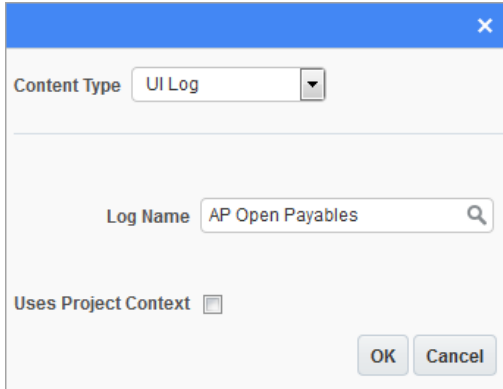 Content Type UI Log
Log Name AP Open Payables
Uses Project Context
OK Cancel